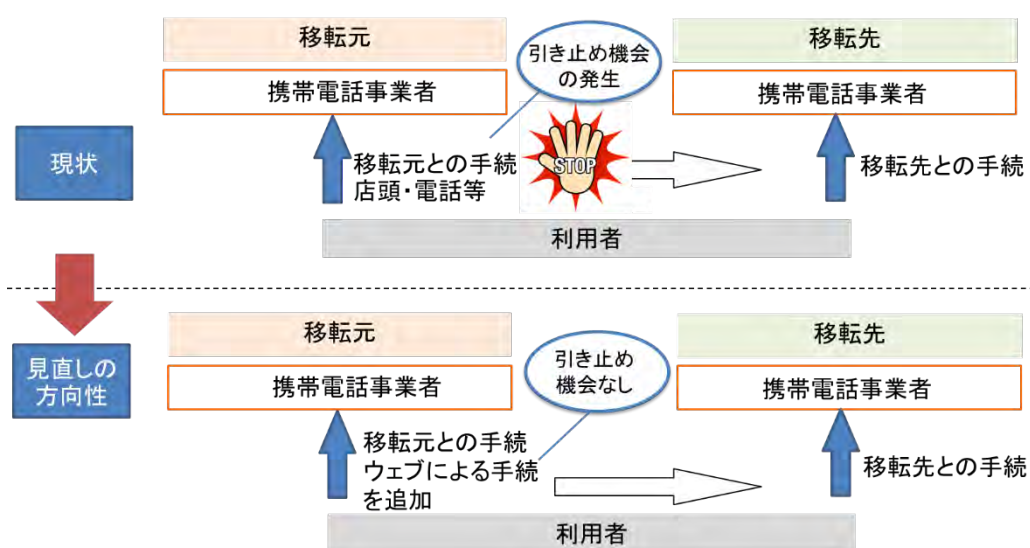 移転元
移転先
引き止め機会
の発生
携帯電話事業者
携帯電話事業者
現状
移転元との手続
店頭・電話等
STOP
移転先との手続
利用者
移転元
移転先
見直しの
方向性
引き止め
機会なし
携帯電話事業者
携帯電話事業者
移転元との手続
ウェブによる手続
を追加
移転先との手続
利用者